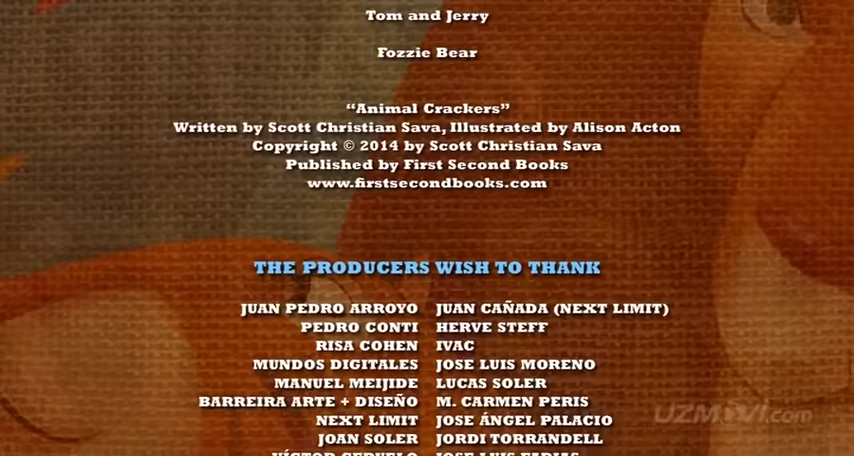 Tom and Jerry
Fozzie Bear
“Animal Crackers”
Written by Scott Christian Sava, Illustrated by Alison Acton
Copyright © 2014 by Scott Christian Sava
Published by First Second Books
www.firstsecondbooks.com
THE PRODUCERS WISH TO THANK
JUAN PEDRO ARROYO JUAN CAÑADA (NEXT LIMIT)
PEDRO CONTI HERVE STEFF
RISA COHEN IVAC
MUNDOS DIGITALES JOSE LUIS MORENO
MANUEL MEIJIDE LUCAS SOLER
BARREIRA ARTE + DISEÑO M. CARMEN PERIS
NEXT LIMIT JOSE ÁNGEL PALACIO
JOAN SOLER JORDI TORRANDELL
UZMOVi.com